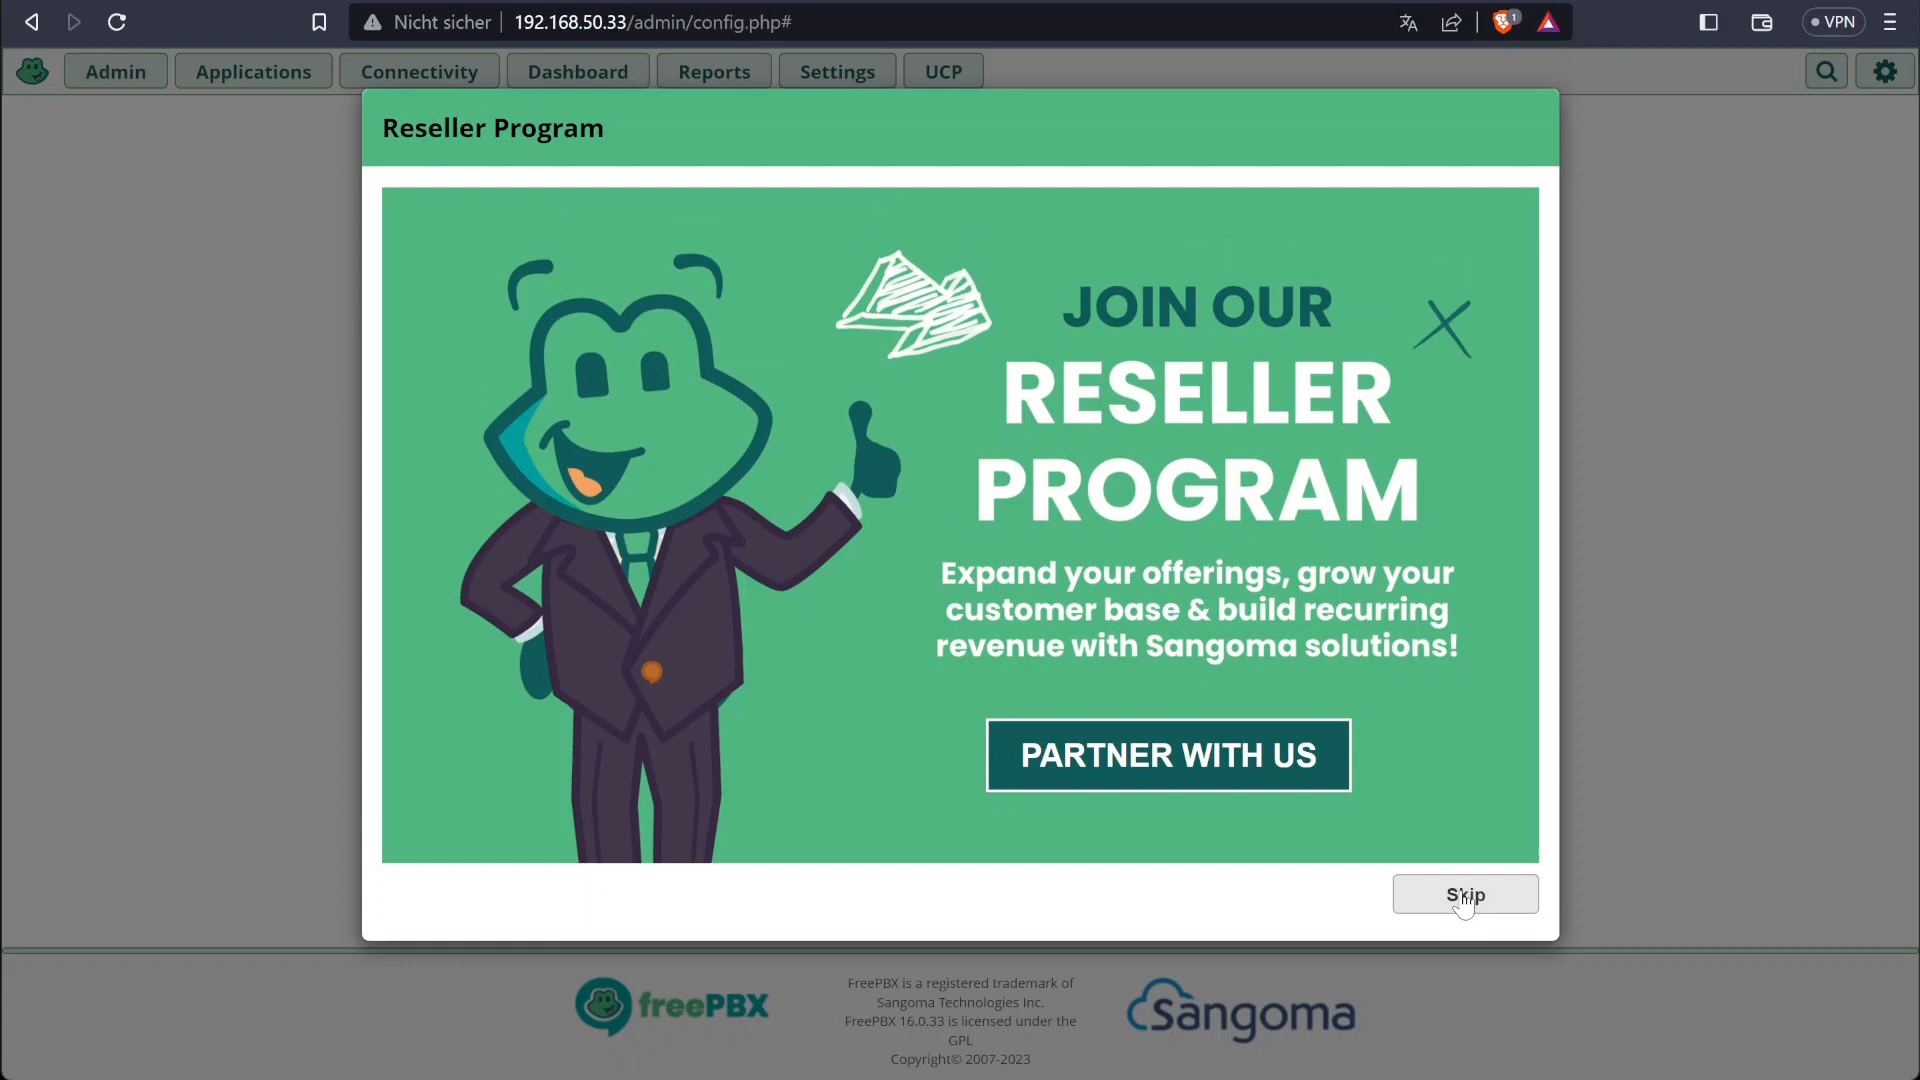 Nicht sicher
192.168.50.33/admin/config.php#
1
VPN
Admin
Applications
Connectivity
Dashboard
Reports
Settings
UCP
Reseller Program
JOIN OUR
RESELLER
PROGRAM
Expand your offerings, grow your
customer base & build recurring
revenue with Sangoma solutions!
PARTNER WITH US
Skip
freePBX
FreePBX is a registered trademark of
Sangoma Technologies Inc.
FreePBX 16.0.33 is licensed under the
GPL
Copyright© 2007-2023
Sangoma